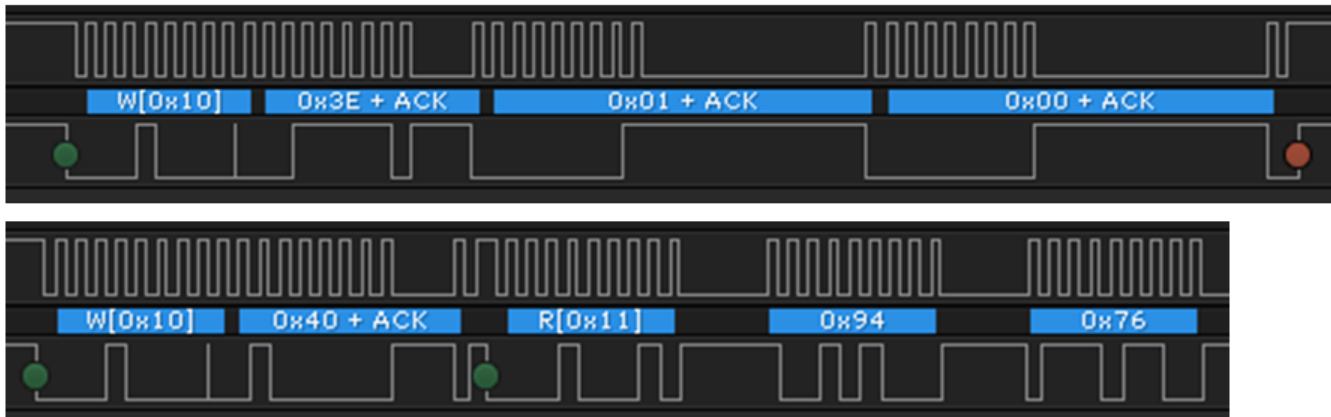 W[0x10] 0x3E + ACK 0x01 + ACK 0x00 + ACK
W[0x10] 0x40 + ACK R[0x11] 0x94 0x76